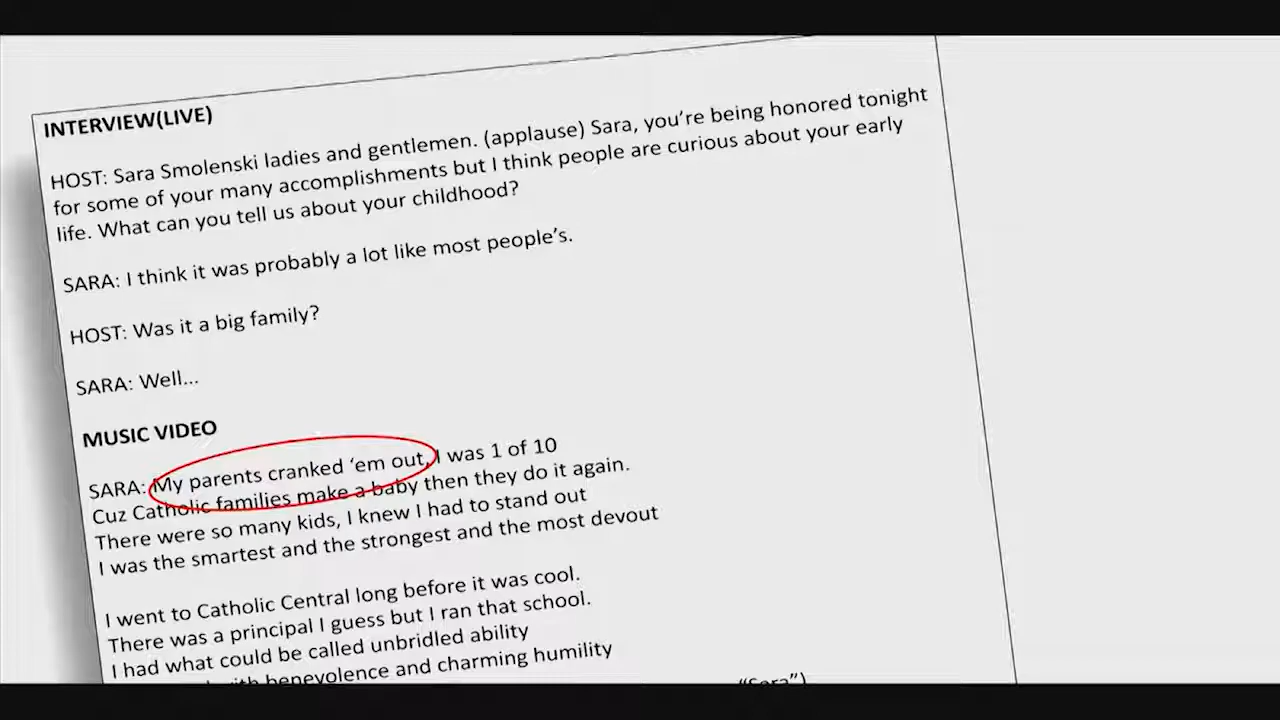 INTERVIEW(LIVE)
HOST: Sara Smolenski ladies and gentlemen. (applause) Sara, you’re being honored tonight
for some of your many accomplishments but I think people are curious about your early
life. What can you tell us about your childhood?
SARA: I think it was probably a lot like most people’s.
HOST: Was it a big family?
SARA: Well...
MUSIC VIDEO
SARA: My parents cranked ‘em out, I was 1 of 10
Cuz Catholic families make a baby then they do it again.
There were so many kids, I knew I had to stand out
I was the smartest and the strongest and the most devout
I went to Catholic Central long before it was cool.
There was a principal I guess but I ran that school.
I had what could be called unbridled ability
with benevolence and charming humility
“Sara”)